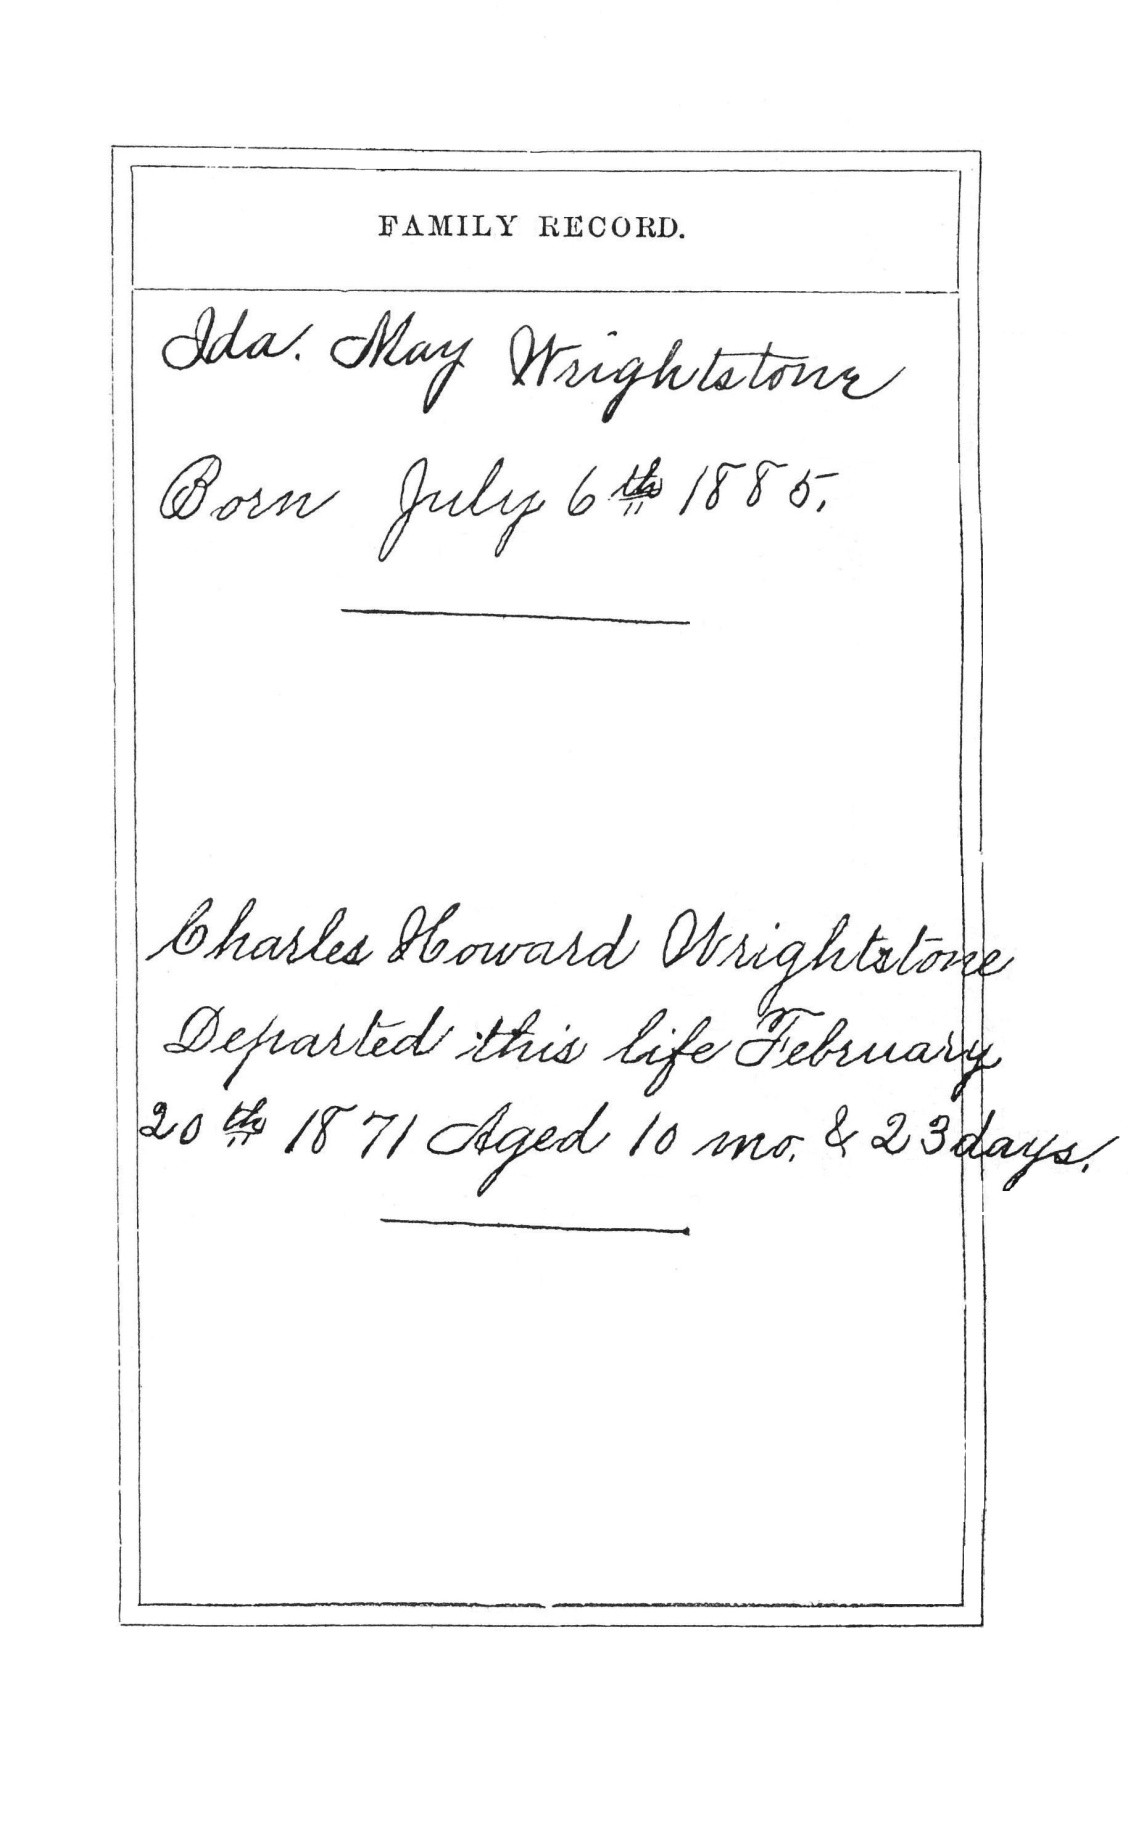 FAMILY RECORD.
Ida. May Wrightstone
Born July 6th 1885.
Charles Howard Wrightstone
Departed this life February
20th 1871 Aged 10 mo. & 23 days.